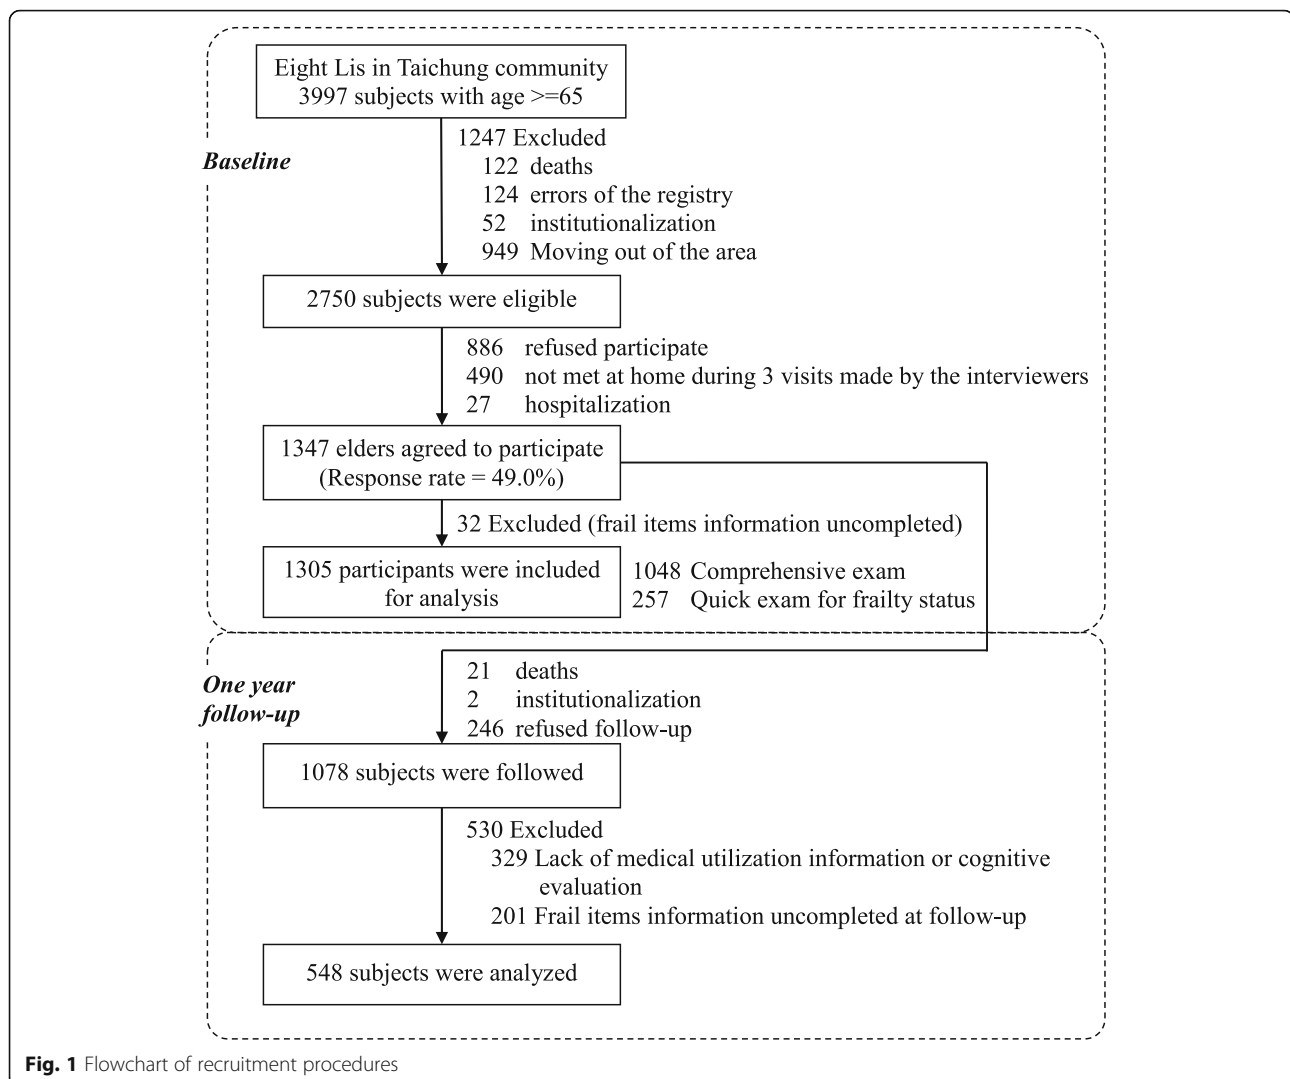 Eight Lis in Taichung community
3997 subjects with age >=65
1247 Excluded
122 deaths
124 errors of the registry
52 institutionalization
949 Moving out of the area
Baseline
2750 subjects were eligible
886 refused participate
490 not met at home during 3 visits made by the interviewers
27 hospitalization
1347 elders agreed to participate
(Response rate = 49.0%)
32 Excluded (frail items information uncompleted)
1305 participants were included
for analysis
1048 Comprehensive exam
257 Quick exam for frailty status
One year
follow-up
21 deaths
2 institutionalization
246 refused follow-up
1078 subjects were followed
530 Excluded
329 Lack of medical utilization information or cognitive
evaluation
201 Frail items information uncompleted at follow-up
548 subjects were analyzed
Fig. 1 Flowchart of recruitment procedures